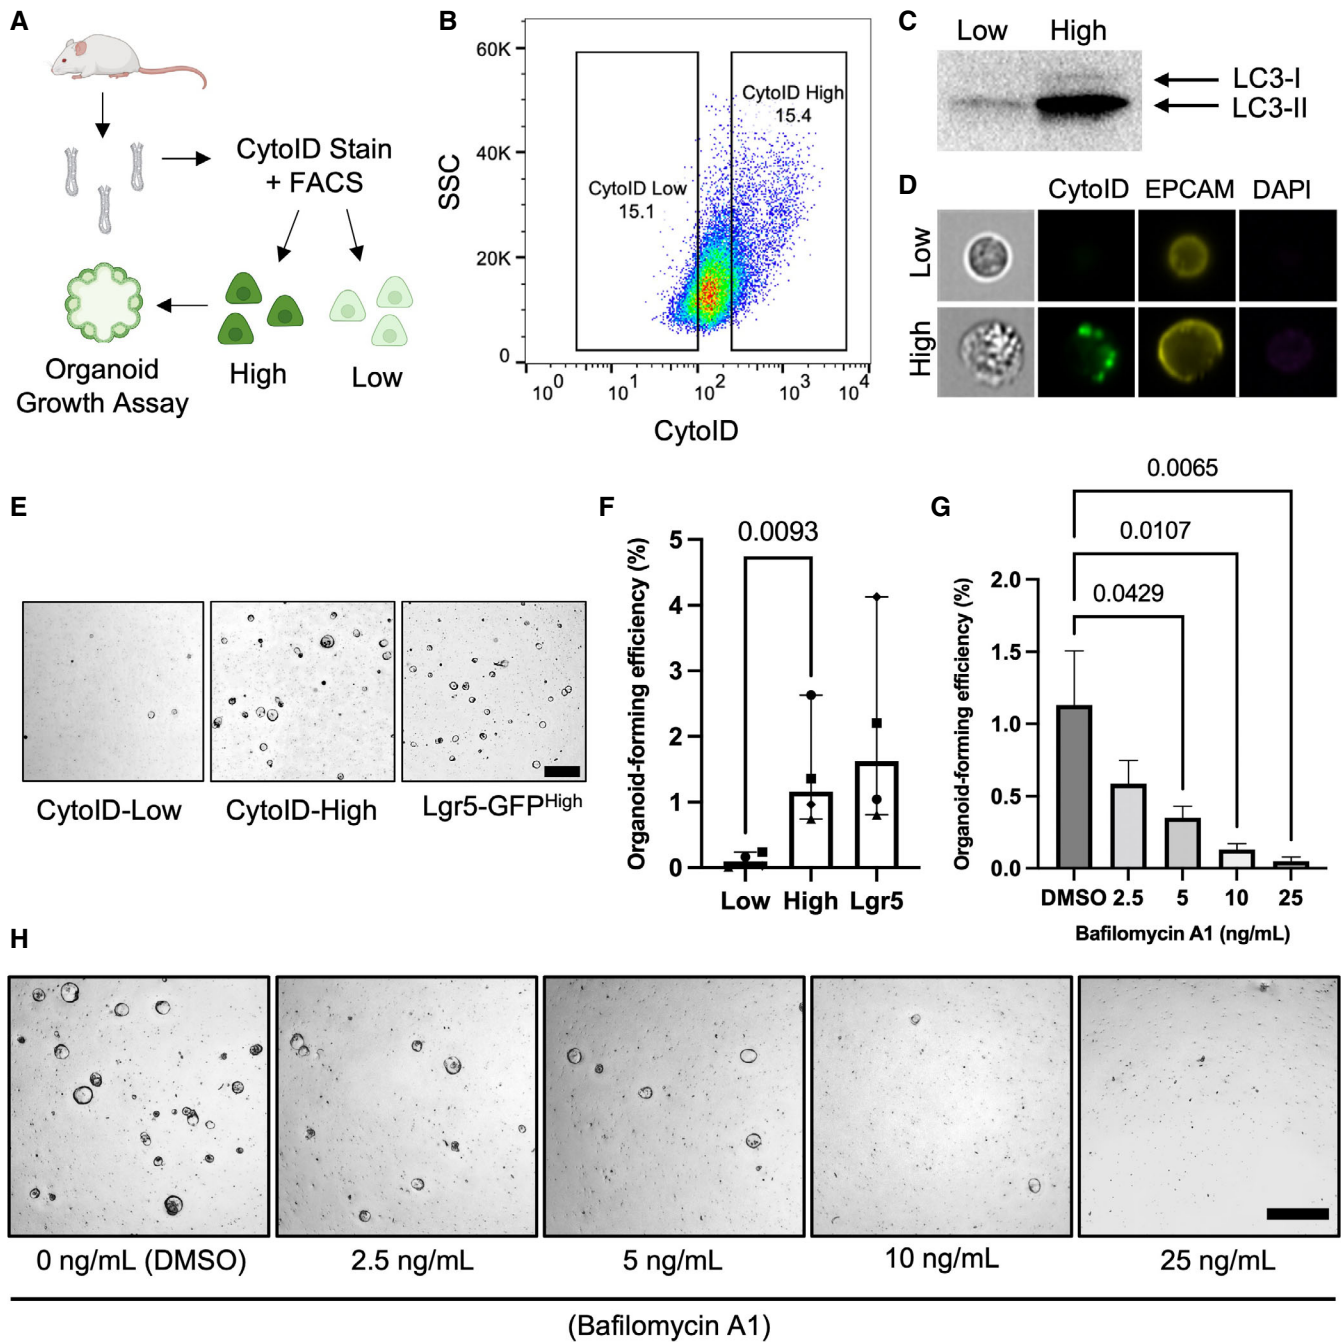 A
CytoID Stain
+ FACS
Organoid
Growth Assay
High
Low
B
SSC
60K
40K
20K
0
CytoID Low
15.1
CytoID High
15.4
10^0 10^1 10^2 10^3 10^4
CytoID
C
Low High
LC3-I
LC3-II
D
CytoID EPCAM DAPI
Low
High
E
CytoID-Low
CytoID-High
Lgr5-GFP^High
F
Organoid-forming efficiency (%)
5
4
3
2
1
0
0.0093
Low High Lgr5
G
0.0065
0.0107
0.0429
Organoid-forming efficiency (%)
2.0
1.5
1.0
0.5
0.0
DMSO 2.5 5 10 25
Bafilomycin A1 (ng/mL)
H
0 ng/mL (DMSO)
2.5 ng/mL
5 ng/mL
10 ng/mL
25 ng/mL
(Bafilomycin A1)